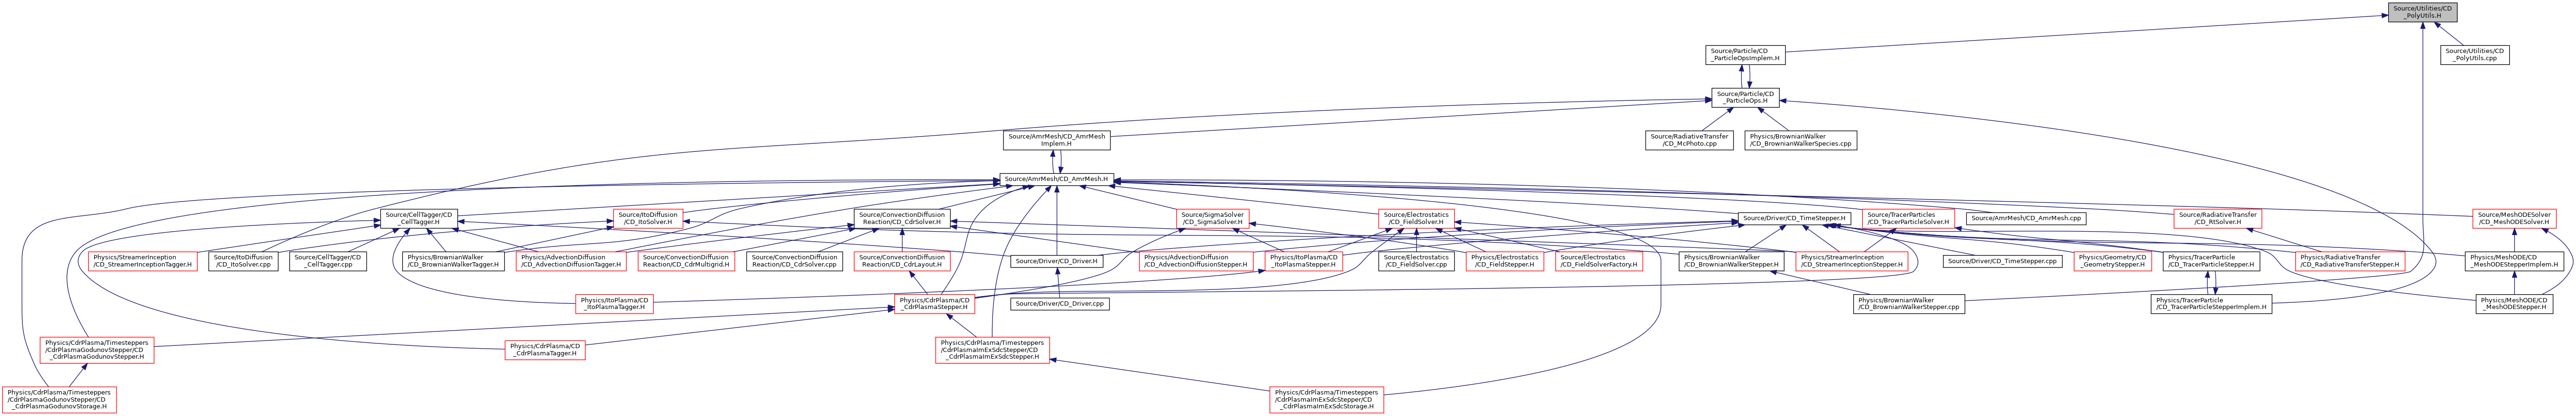 Source/Utilities/CD
_PolyUtils.H
Source/Particle/CD
_ParticleOpsImplem.H
Source/Utilities/CD
_PolyUtils.cpp
Source/Particle/CD
_ParticleOps.H
Source/AmrMesh/CD_AmrMesh
Implem.H
Source/RadiativeTransfer
/CD_McPhoto.cpp
Physics/BrownianWalker
/CD_BrownianWalkerSpecies.cpp
Source/AmrMesh/CD_AmrMesh.H
Source/CellTagger/CD
_CellTagger.H
Source/ItoDiffusion
/CD_ItoSolver.H
Source/ConvectionDiffusion
Reaction/CD_CdrSolver.H
Source/SigmaSolver
/CD_SigmaSolver.H
Source/Electrostatics
/CD_FieldSolver.H
Source/Driver/CD_TimeStepper.H
Source/TracerParticles
/CD_TracerParticleSolver.H
Source/AmrMesh/CD_AmrMesh.cpp
Source/RadiativeTransfer
/CD_RtSolver.H
Source/MeshODESolver
/CD_MeshODESolver.H
Physics/StreamerInception
/CD_StreamerInceptionTagger.H
Source/ItoDiffusion
/CD_ItoSolver.cpp
Source/CellTagger/CD
_CellTagger.cpp
Physics/BrownianWalker
/CD_BrownianWalkerTagger.H
Physics/AdvectionDiffusion
/CD_AdvectionDiffusionTagger.H
Source/ConvectionDiffusion
Reaction/CD_CdrMultigrid.H
Source/ConvectionDiffusion
Reaction/CD_CdrSolver.cpp
Source/ConvectionDiffusion
Reaction/CD_CdrLayout.H
Source/Driver/CD_Driver.H
Physics/AdvectionDiffusion
/CD_AdvectionDiffusionStepper.H
Physics/ItoPlasma/CD
_ItoPlasmaStepper.H
Source/Electrostatics
/CD_FieldSolver.cpp
Physics/Electrostatics
/CD_FieldStepper.H
Source/Electrostatics
/CD_FieldSolverFactory.H
Physics/BrownianWalker
/CD_BrownianWalkerStepper.H
Physics/StreamerInception
/CD_StreamerInceptionStepper.H
Source/Driver/CD_TimeStepper.cpp
Physics/Geometry/CD
_GeometryStepper.H
Physics/TracerParticle
/CD_TracerParticleStepper.H
Physics/RadiativeTransfer
/CD_RadiativeTransferStepper.H
Physics/MeshODE/CD
_MeshODEStepperImplem.H
Physics/ItoPlasma/CD
_ItoPlasmaTagger.H
Physics/CdrPlasma/CD
_CdrPlasmaStepper.H
Source/Driver/CD_Driver.cpp
Physics/BrownianWalker
/CD_BrownianWalkerStepper.cpp
Physics/TracerParticle
/CD_TracerParticleStepperImplem.H
Physics/MeshODE/CD
_MeshODEStepper.H
Physics/CdrPlasma/Timesteppers
/CdrPlasmaGodunovStepper/CD
_CdrPlasmaGodunovStepper.H
Physics/CdrPlasma/CD
_CdrPlasmaTagger.H
Physics/CdrPlasma/Timesteppers
/CdrPlasmaImExSdcStepper/CD
_CdrPlasmaImExSdcStepper.H
Physics/CdrPlasma/Timesteppers
/CdrPlasmaGodunovStepper/CD
_CdrPlasmaGodunovStorage.H
Physics/CdrPlasma/Timesteppers
/CdrPlasmaImExSdcStepper/CD
_CdrPlasmaImExSdcStorage.H